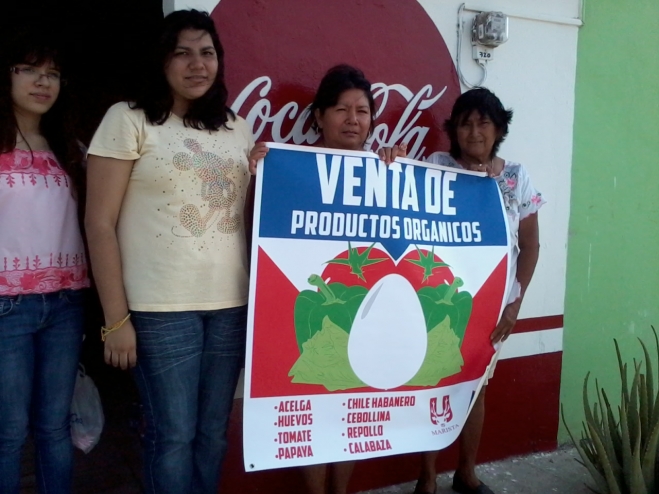 Coca-Cola
VENTA DE
PRODUCTOS ORGANICOS
• ACELGA
• HUEVOS
• TOMATE
• PAPAYA
• CHILE HABANERO
• CEBOLLINA
• REPOLLO
• CALABAZA
MARISTA